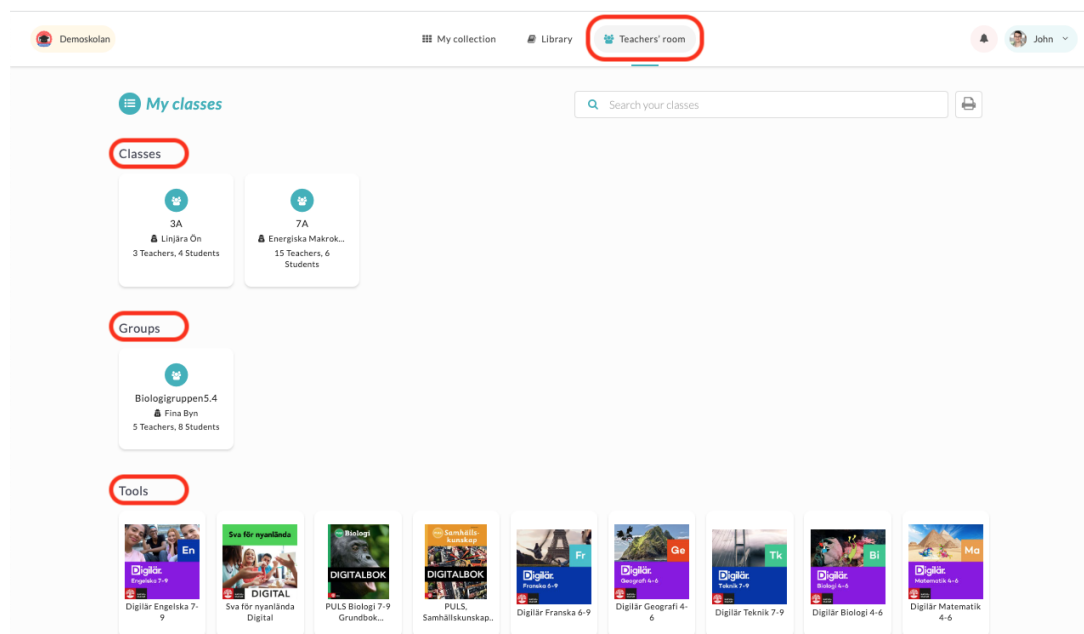 Demoskolan
My collection
Library
Teachers' room
John
My classes
Search your classes
Classes
3A
Linjära Ön
3 Teachers, 4 Students
7A
Energiska Makrok...
15 Teachers, 6
Students
Groups
Biologigruppen5.4
Fina Byn
5 Teachers, 8 Students
Tools
En
Digilär.
Engelska 7-9
Digilär Engelska 7-
9
Sva för nyanlända
DIGITAL
Sva för nyanlända
Digital
Biologi
DIGITALBOK
PULS Biologi 7-9
Grundbok...
Samhälls-
kunskap
DIGITALBOK
PULS,
Samhällskunskap..
Fr
Digilär.
Franska 6-9
Digilär Franska 6-9
Ge
Digilär.
Geografi 4-6
Digilär Geografi 4-
6
Tk
Digilär.
Teknik 7-9
Digilär Teknik 7-9
Bi
Digilär.
Biologi 4-6
Digilär Biologi 4-6
Ma
Digilär.
Matematik 4-6
Digilär Matematik
4-6